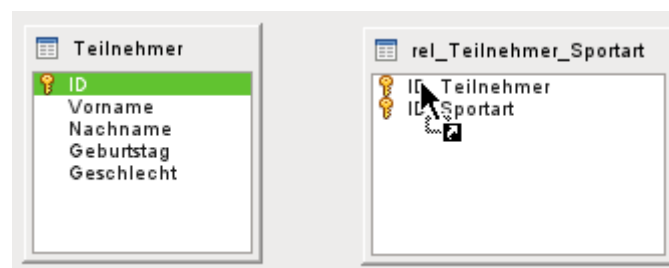 Teilnehmer
ID
Vorname
Nachname
Geburtstag
Geschlecht
rel_Teilnehmer_Sportart
ID_Teilnehmer
ID_Sportart